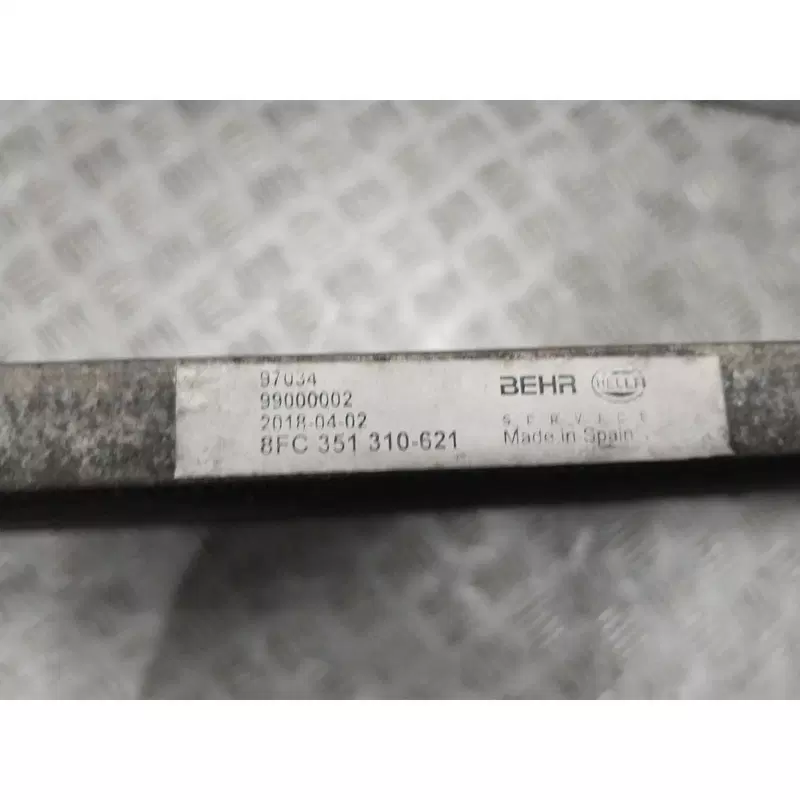 97034
99000002
2018-04-02
8FC 351 310-621
BEHR HELLA
SERVICE
Made in Spain